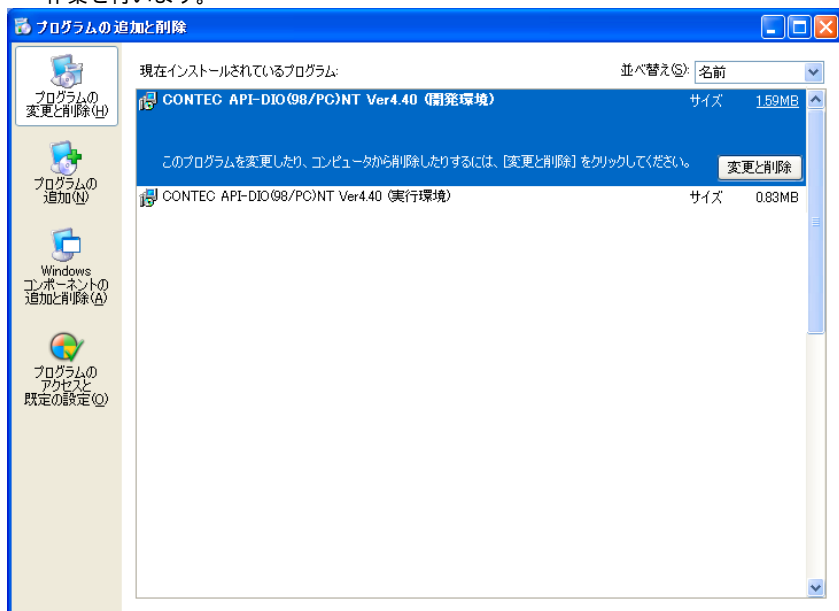 作業を行います。
プログラムの追加と削除
現在インストールされているプログラム:
並べ替え(S): 名前
プログラムの
変更と削除(H)
CONTEC API-DIO(98/PC)NT Ver4.40 (開発環境)
サイズ 1.59MB
このプログラムを変更したり、コンピュータから削除したりするには、[変更と削除] をクリックしてください。
変更と削除
CONTEC API-DIO(98/PC)NT Ver4.40 (実行環境)
サイズ 0.83MB
プログラムの
追加(N)
Windows
コンポーネントの
追加と削除(A)
プログラムの
アクセスと
既定の設定(O)